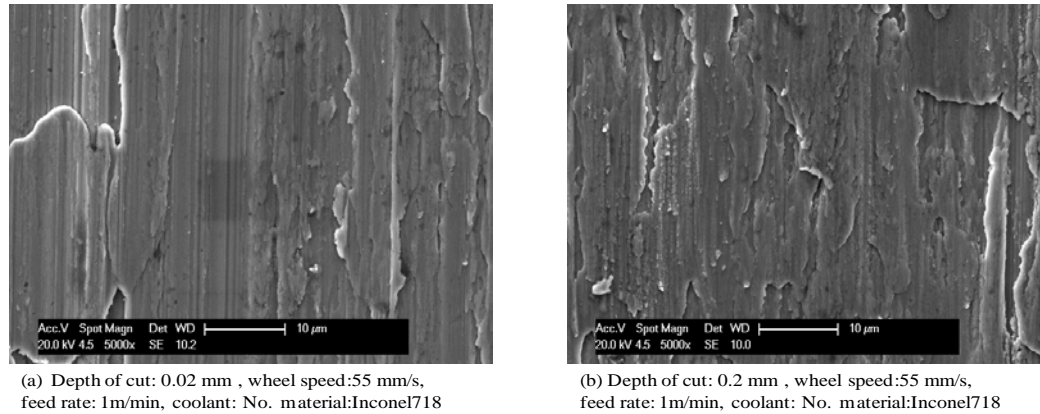 Acc.V Spot Magn Det WD 10 µm
20.0 kV 4.5 5000x SE 10.2
Acc.V Spot Magn Det WD 10 µm
20.0 kV 4.5 5000x SE 10.0
(a) Depth of cut: 0.02 mm , wheel speed:55 mm/s,
feed rate: 1m/min, coolant: No. material:Inconel718
(b) Depth of cut: 0.2 mm , wheel speed:55 mm/s,
feed rate: 1m/min, coolant: No. material:Inconel718